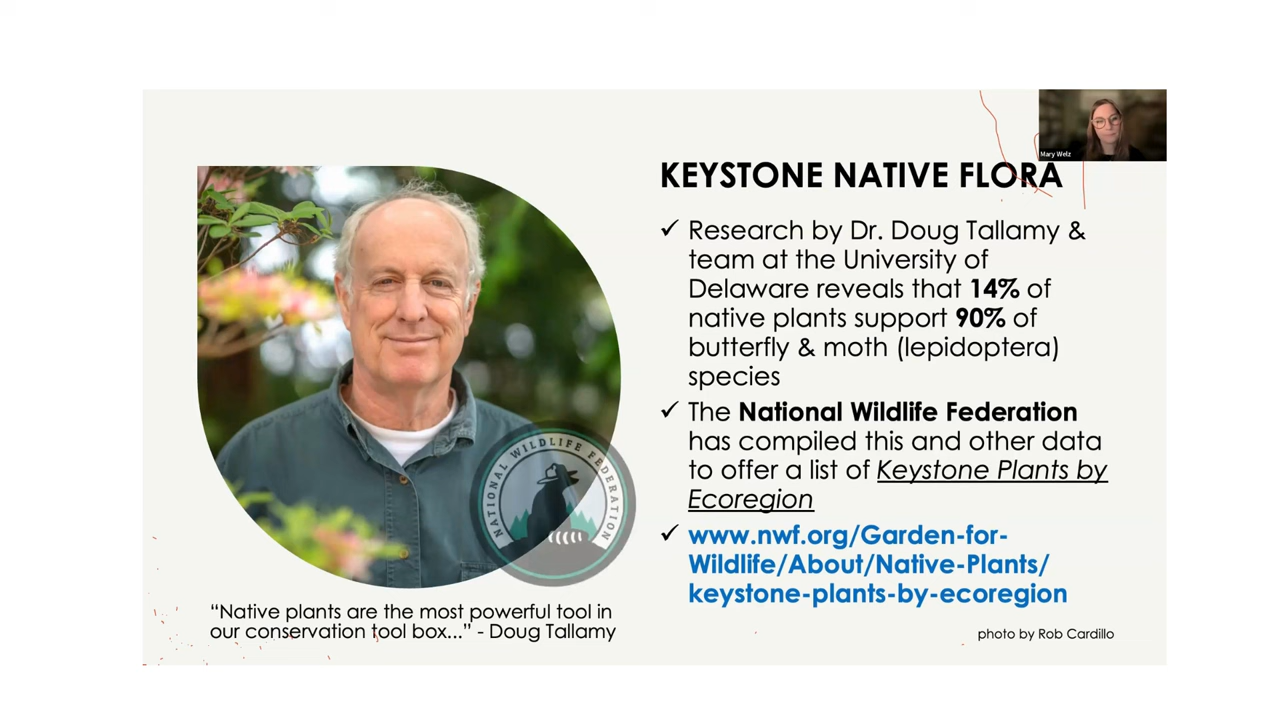 Mary Welz
KEYSTONE NATIVE FLORA
✓ Research by Dr. Doug Tallamy &
team at the University of
Delaware reveals that 14% of
native plants support 90% of
butterfly & moth (lepidoptera)
species
✓ The National Wildlife Federation
has compiled this and other data
to offer a list of Keystone Plants by
Ecoregion
✓ www.nwf.org/Garden-for-
Wildlife/About/Native-Plants/
keystone-plants-by-ecoregion
NATIONAL WILDLIFE FEDERATION
“Native plants are the most powerful tool in
our conservation tool box...” - Doug Tallamy
photo by Rob Cardillo